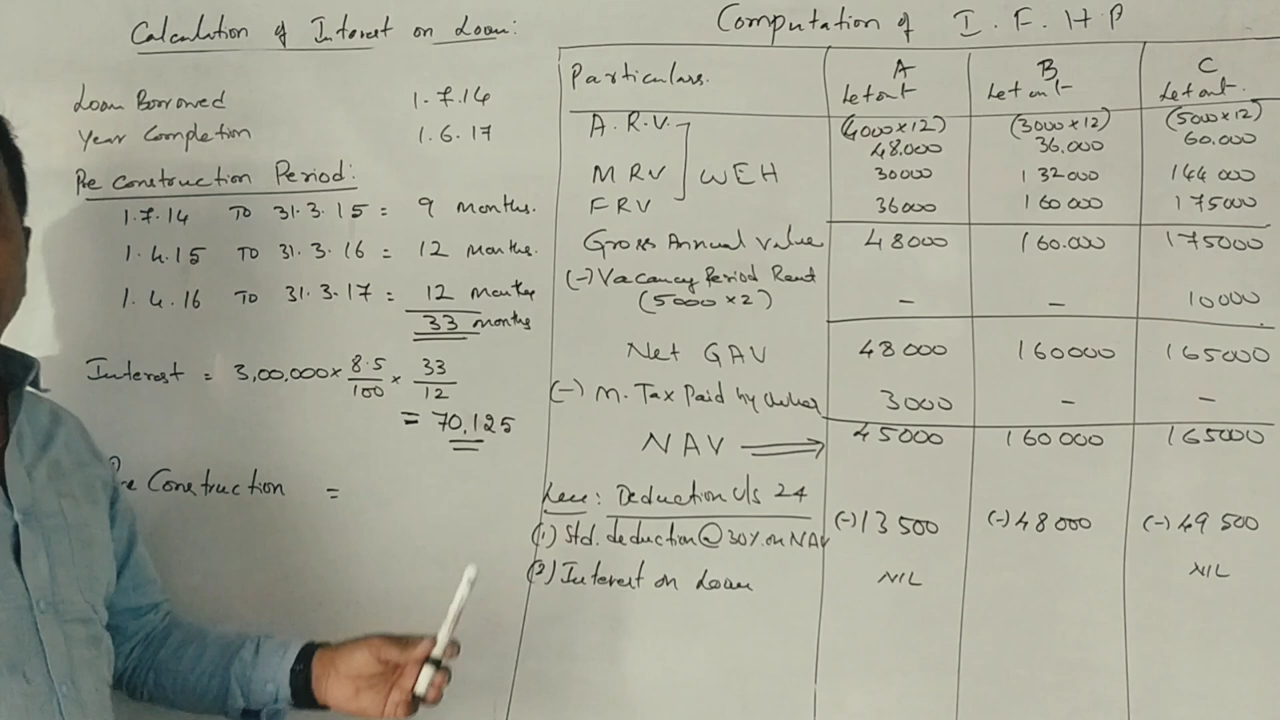 Calculation of Interest on Loan:
Loan Borrowed 1.7.14
Year Completion 1.6.17
Pre Construction Period:
1.7.14 To 31.3.15 = 9 months.
1.4.15 To 31.3.16 = 12 months.
1.4.16 To 31.3.17 = 12 months
33 months
Interest = 3,00,000 × 8.5/100 × 33/12
= 70,125
Pre Construction =
Computation of I.F.H.P
Particulars. A B C
Let out Let out Let out.
A.R.V. (4000×12) (3000×12) (5000×12)
48.000 36.000 60.000
MRV 30000 132000 144000
WEH
FRV 36000 160000 175000
Gross Annual Value 48000 160.000 175000
(-) Vacancy Period Rent
(5000×2) – – 10000
Net GAV 48000 160000 165000
(-) M. Tax Paid by Owner 3000 – –
NAV → 45000 160000 165000
Less: Deduction U/s 24
(1) Std. deduction @ 30% on NAV (-) 13500 (-) 48000 (-) 49500
(2) Interest on Loan NIL NIL